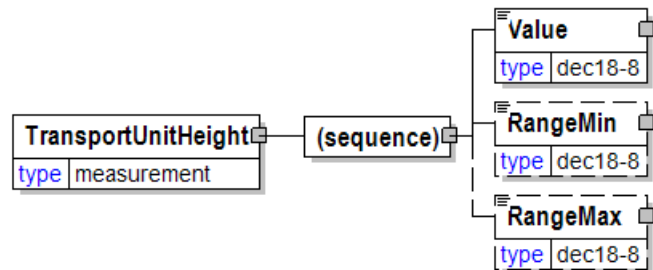 Value
type dec18-8
TransportUnitHeight
type measurement
(sequence)
RangeMin
type dec18-8
RangeMax
type dec18-8